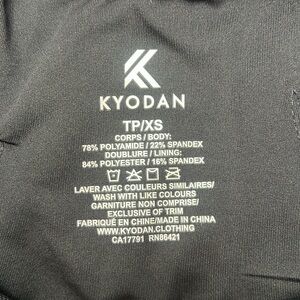 KYODAN
TP/XS
CORPS / BODY:
78% POLYAMIDE / 22% SPANDEX
DOUBLURE / LINING:
84% POLYESTER / 16% SPANDEX
LAVER AVEC COULEURS SIMILAIRES/
WASH WITH LIKE COLOURS
GARNITURE NON COMPRISE/
EXCLUSIVE OF TRIM
FABRIQUÉ EN CHINE/MADE IN CHINA
WWW.KYODAN.CLOTHING
CA17791 RN86421